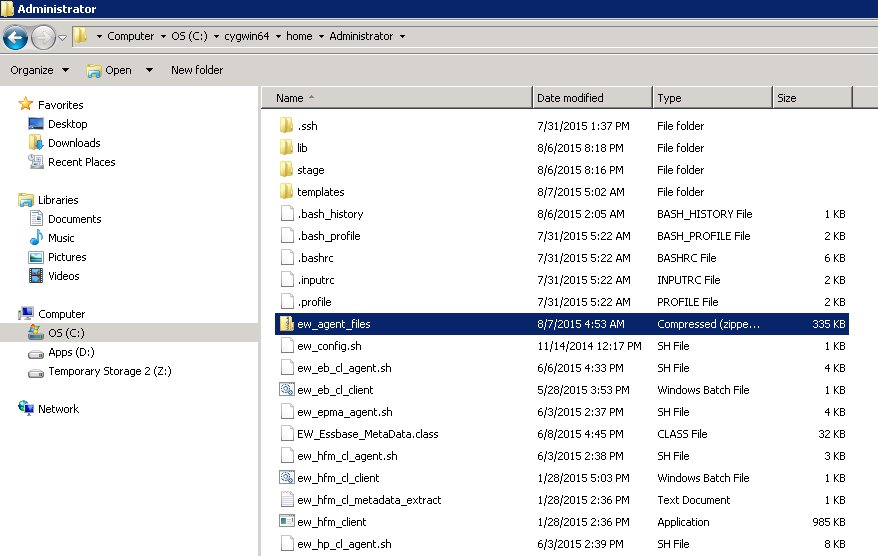 Administrator
Computer OS (C:) cygwin64 home Administrator
Organize Open New folder
Favorites
Desktop
Downloads
Recent Places
Libraries
Documents
Music
Pictures
Videos
Computer
OS (C:)
Apps (D:)
Temporary Storage 2 (Z:)
Network
Name Date modified Type Size
.ssh 7/31/2015 1:37 PM File folder
lib 8/6/2015 8:18 PM File folder
stage 8/6/2015 8:16 PM File folder
templates 8/7/2015 5:02 AM File folder
.bash_history 8/6/2015 2:05 AM BASH_HISTORY File 1 KB
.bash_profile 7/31/2015 5:22 AM BASH_PROFILE File 2 KB
.bashrc 7/31/2015 5:22 AM BASHRC File 6 KB
.inputrc 7/31/2015 5:22 AM INPUTRC File 2 KB
.profile 7/31/2015 5:22 AM PROFILE File 2 KB
ew_agent_files 8/7/2015 4:53 AM Compressed (zippe... 335 KB
ew_config.sh 11/14/2014 12:17 PM SH File 1 KB
ew_eb_cl_agent.sh 6/6/2015 4:33 PM SH File 4 KB
ew_eb_cl_client 5/28/2015 3:53 PM Windows Batch File 1 KB
ew_epma_agent.sh 6/3/2015 2:37 PM SH File 4 KB
EW_Essbase_MetaData.class 6/8/2015 4:45 PM CLASS File 32 KB
ew_hfm_cl_agent.sh 6/3/2015 2:38 PM SH File 3 KB
ew_hfm_cl_client 1/28/2015 5:03 PM Windows Batch File 1 KB
ew_hfm_cl_metadata_extract 1/28/2015 2:36 PM Text Document 1 KB
ew_hfm_client 1/28/2015 2:36 PM Application 985 KB
ew_hp_cl_agent.sh 6/3/2015 2:39 PM SH File 8 KB